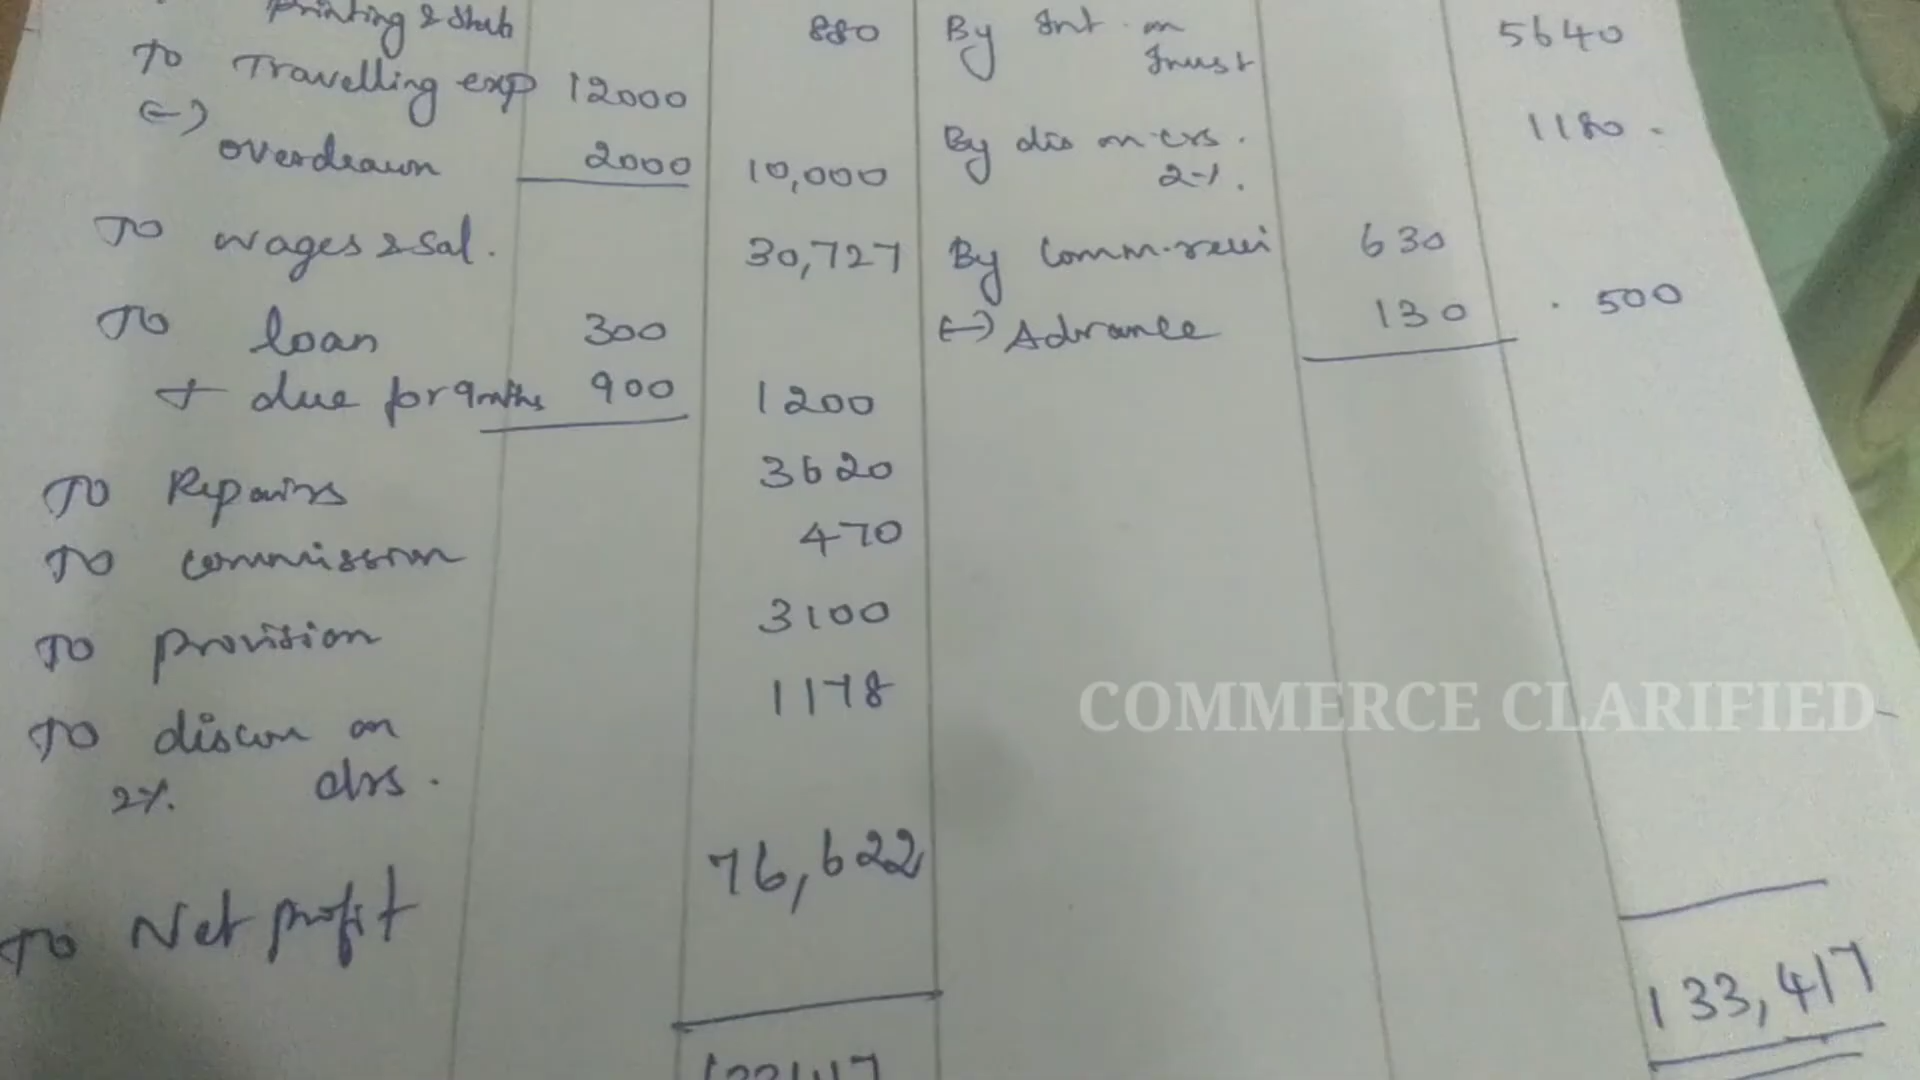 Printing & Stat 880 By Int. on 5640
Invest
To Travelling exp 12000
(-) overdrawn 2000 10,000 By dis on crs. 1180
2%.
To wages & Sal. 30,727 By Comm. recei 630
To loan 300 (-) Advance 130 500
+ due for 9 mths 900 1200
To Repairs 3620
To commission 470
To provision 3100
To discou on 1178
2%. drs.
To Net profit 76,622
133,417
COMMERCE CLARIFIED